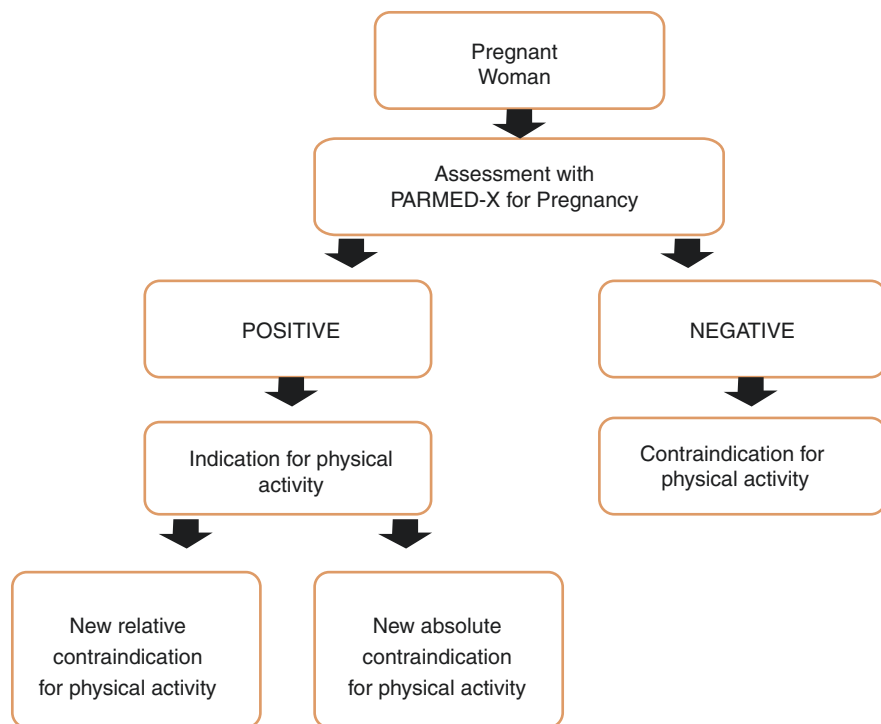 Pregnant
Woman
Assessment with
PARMED-X for Pregnancy
POSITIVE
NEGATIVE
Indication for physical
activity
Contraindication for
physical activity
New relative
contraindication
for physical activity
New absolute
contraindication
for physical activity